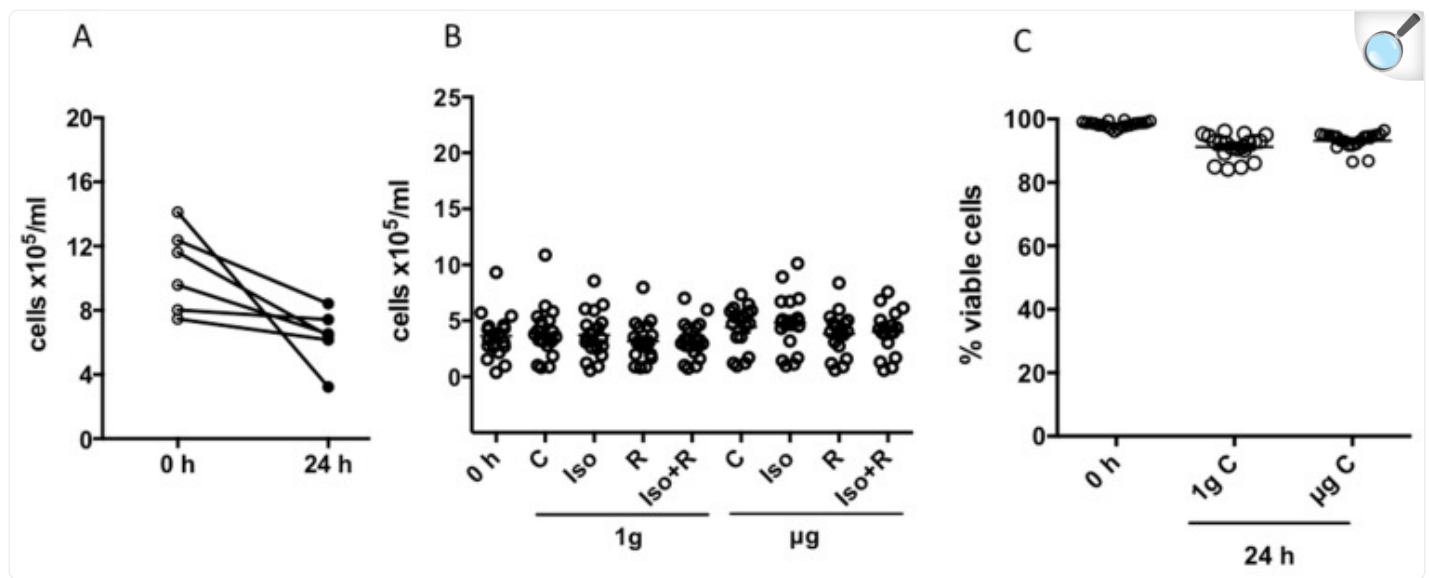 A
cells x10⁵/ml
20
16
12
8
4
0
0 h
24 h
B
cells x10⁵/ml
25
20
15
10
5
0
0 h
C
Iso
R
Iso+R
C
Iso
R
Iso+R
1g
µg
C
% viable cells
100
80
60
40
20
0
0 h
1g C
µg C
24 h